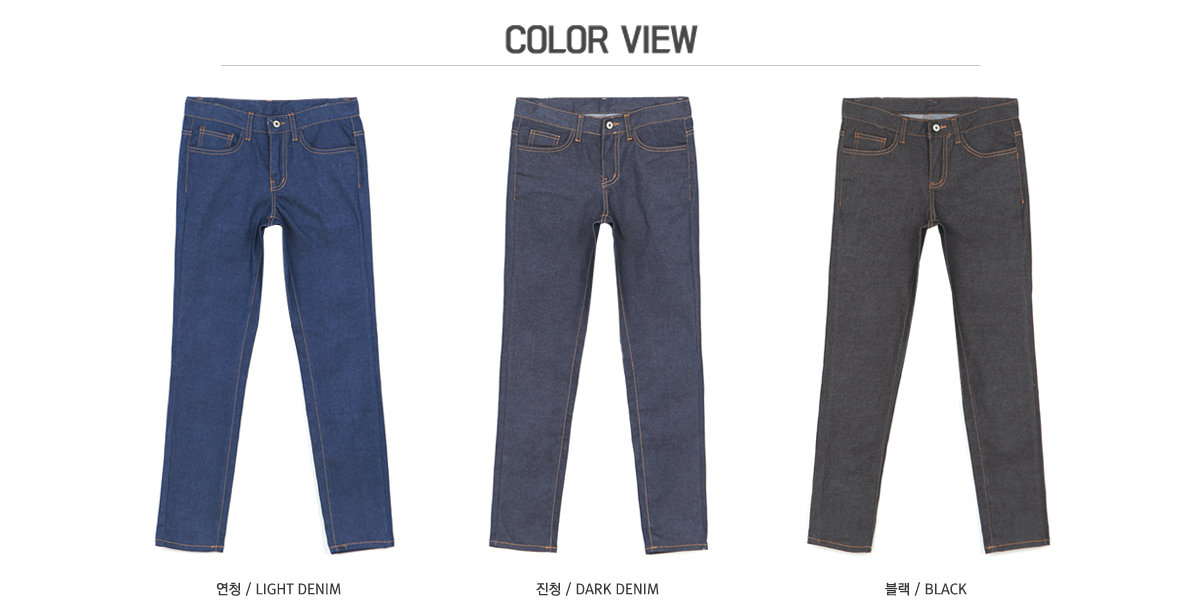 COLOR VIEW
연청 / LIGHT DENIM
진청 / DARK DENIM
블랙 / BLACK